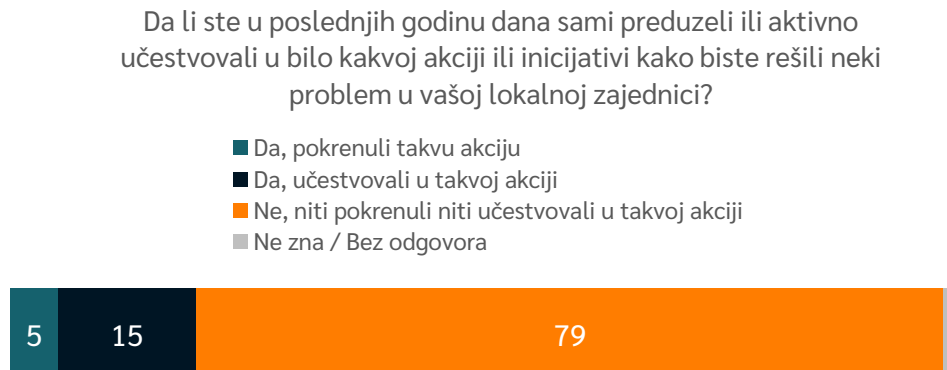 Da li ste u poslednjih godinu dana sami preduzeli ili aktivno
učestvovali u bilo kakvoj akciji ili inicijativi kako biste rešili neki
problem u vašoj lokalnoj zajednici?
Da, pokrenuli takvu akciju
Da, učestvovali u takvoj akciji
Ne, niti pokrenuli niti učestvovali u takvoj akciji
Ne zna / Bez odgovora
5 15 79